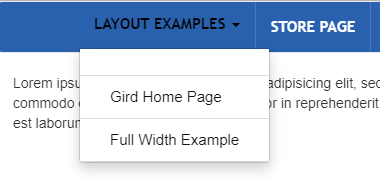 LAYOUT EXAMPLES STORE PAGE
Lorem ipsu adipisicing elit, sed
commodo or in reprehenderit
est laborum
Gird Home Page
Full Width Example